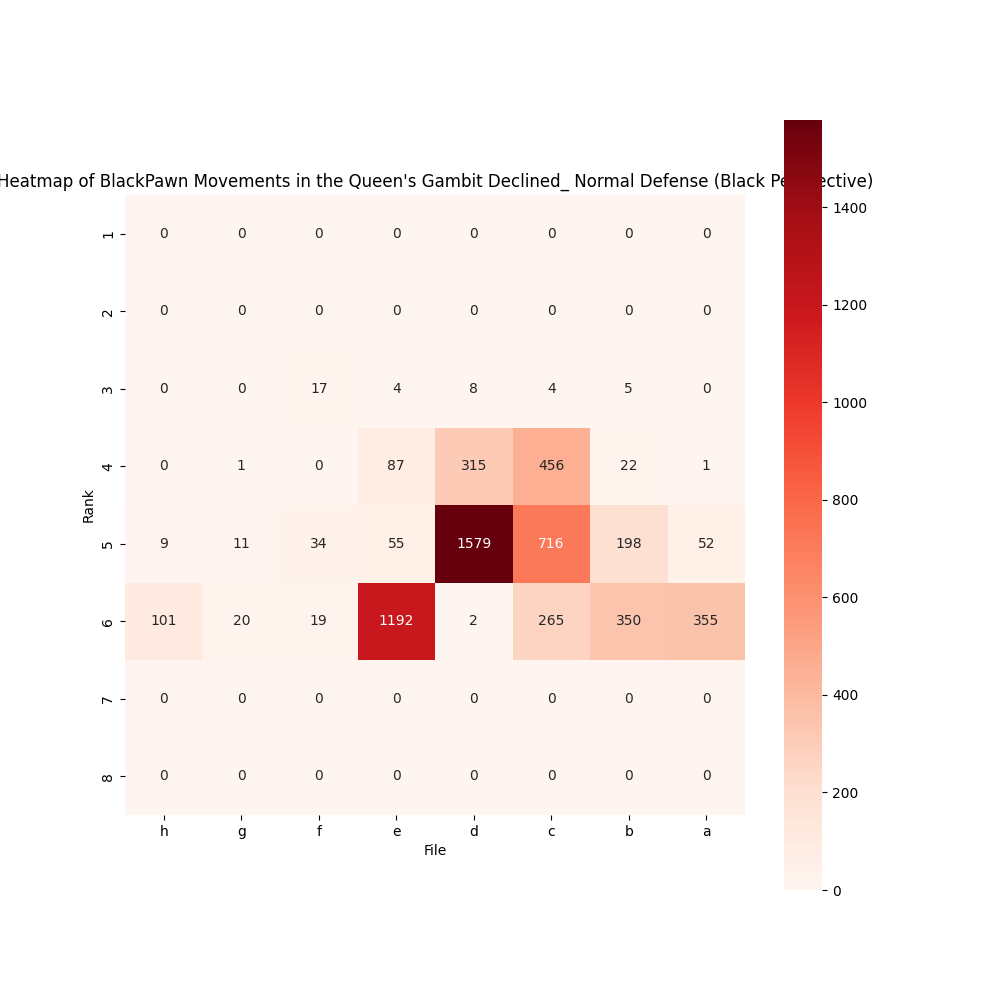 Heatmap of BlackPawn Movements in the Queen's Gambit Declined_ Normal Defense (Black Pe ective)
1 0 0 0 0 0 0 0 0
2 0 0 0 0 0 0 0 0
3 0 0 17 4 8 4 5 0
4 0 1 0 87 315 456 22 1
5 9 11 34 55 1579 716 198 52
6 101 20 19 1192 2 265 350 355
7 0 0 0 0 0 0 0 0
8 0 0 0 0 0 0 0 0
h g f e d c b a
File
Rank
1400
1200
1000
800
600
400
200
0